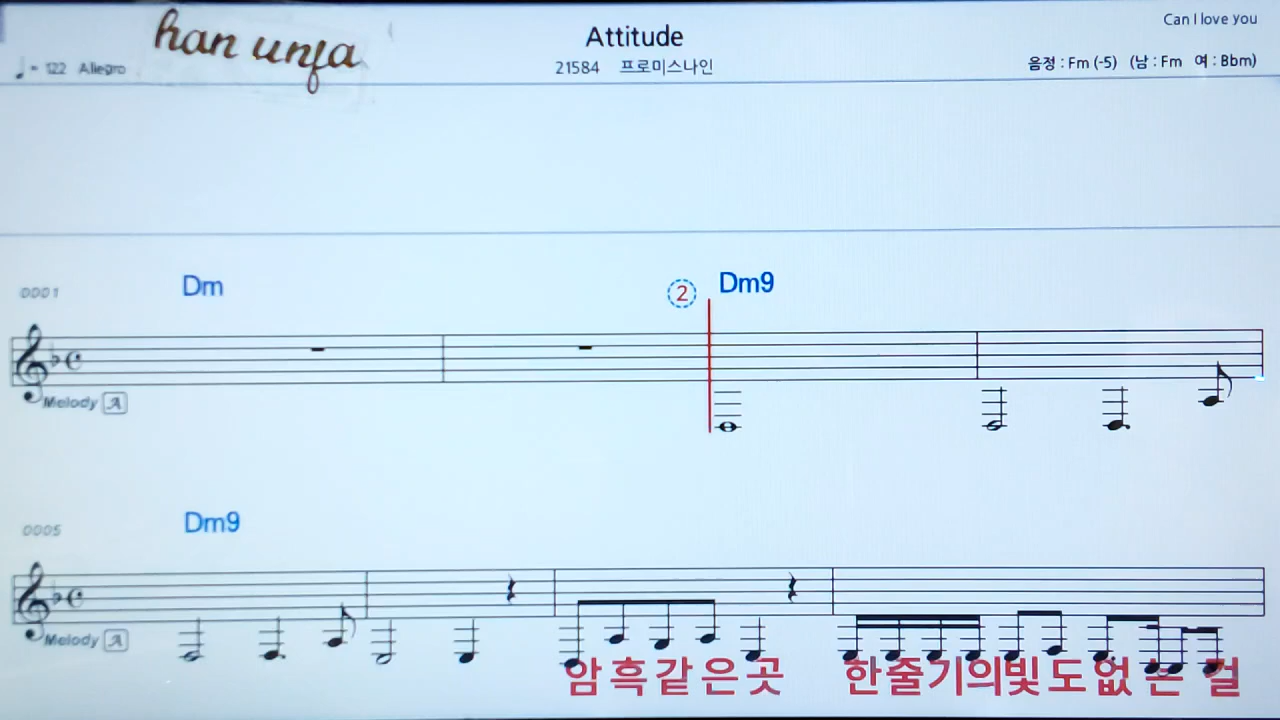 han unfa
Attitude
Can I love you
♩= 122 Allegro
21584 프로미스나인
음정 : Fm (-5) (남 : Fm 여 : Bbm)
0001
Dm
2
Dm9
Melody A
0005
Dm9
Melody A
암흑같은곳 한줄기의빛도없는 걸